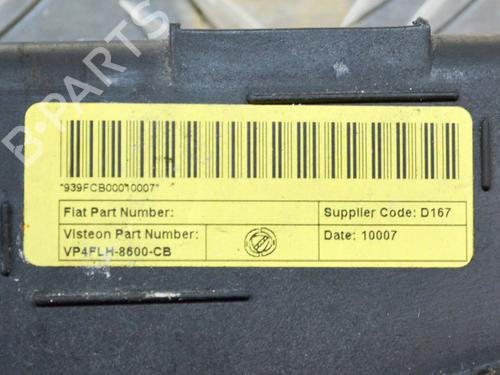 *939FCB00010007*
Fiat Part Number:
Supplier Code: D167
Visteon Part Number:
VP4FLH-8600-CB
Date: 10007
B-PARTS